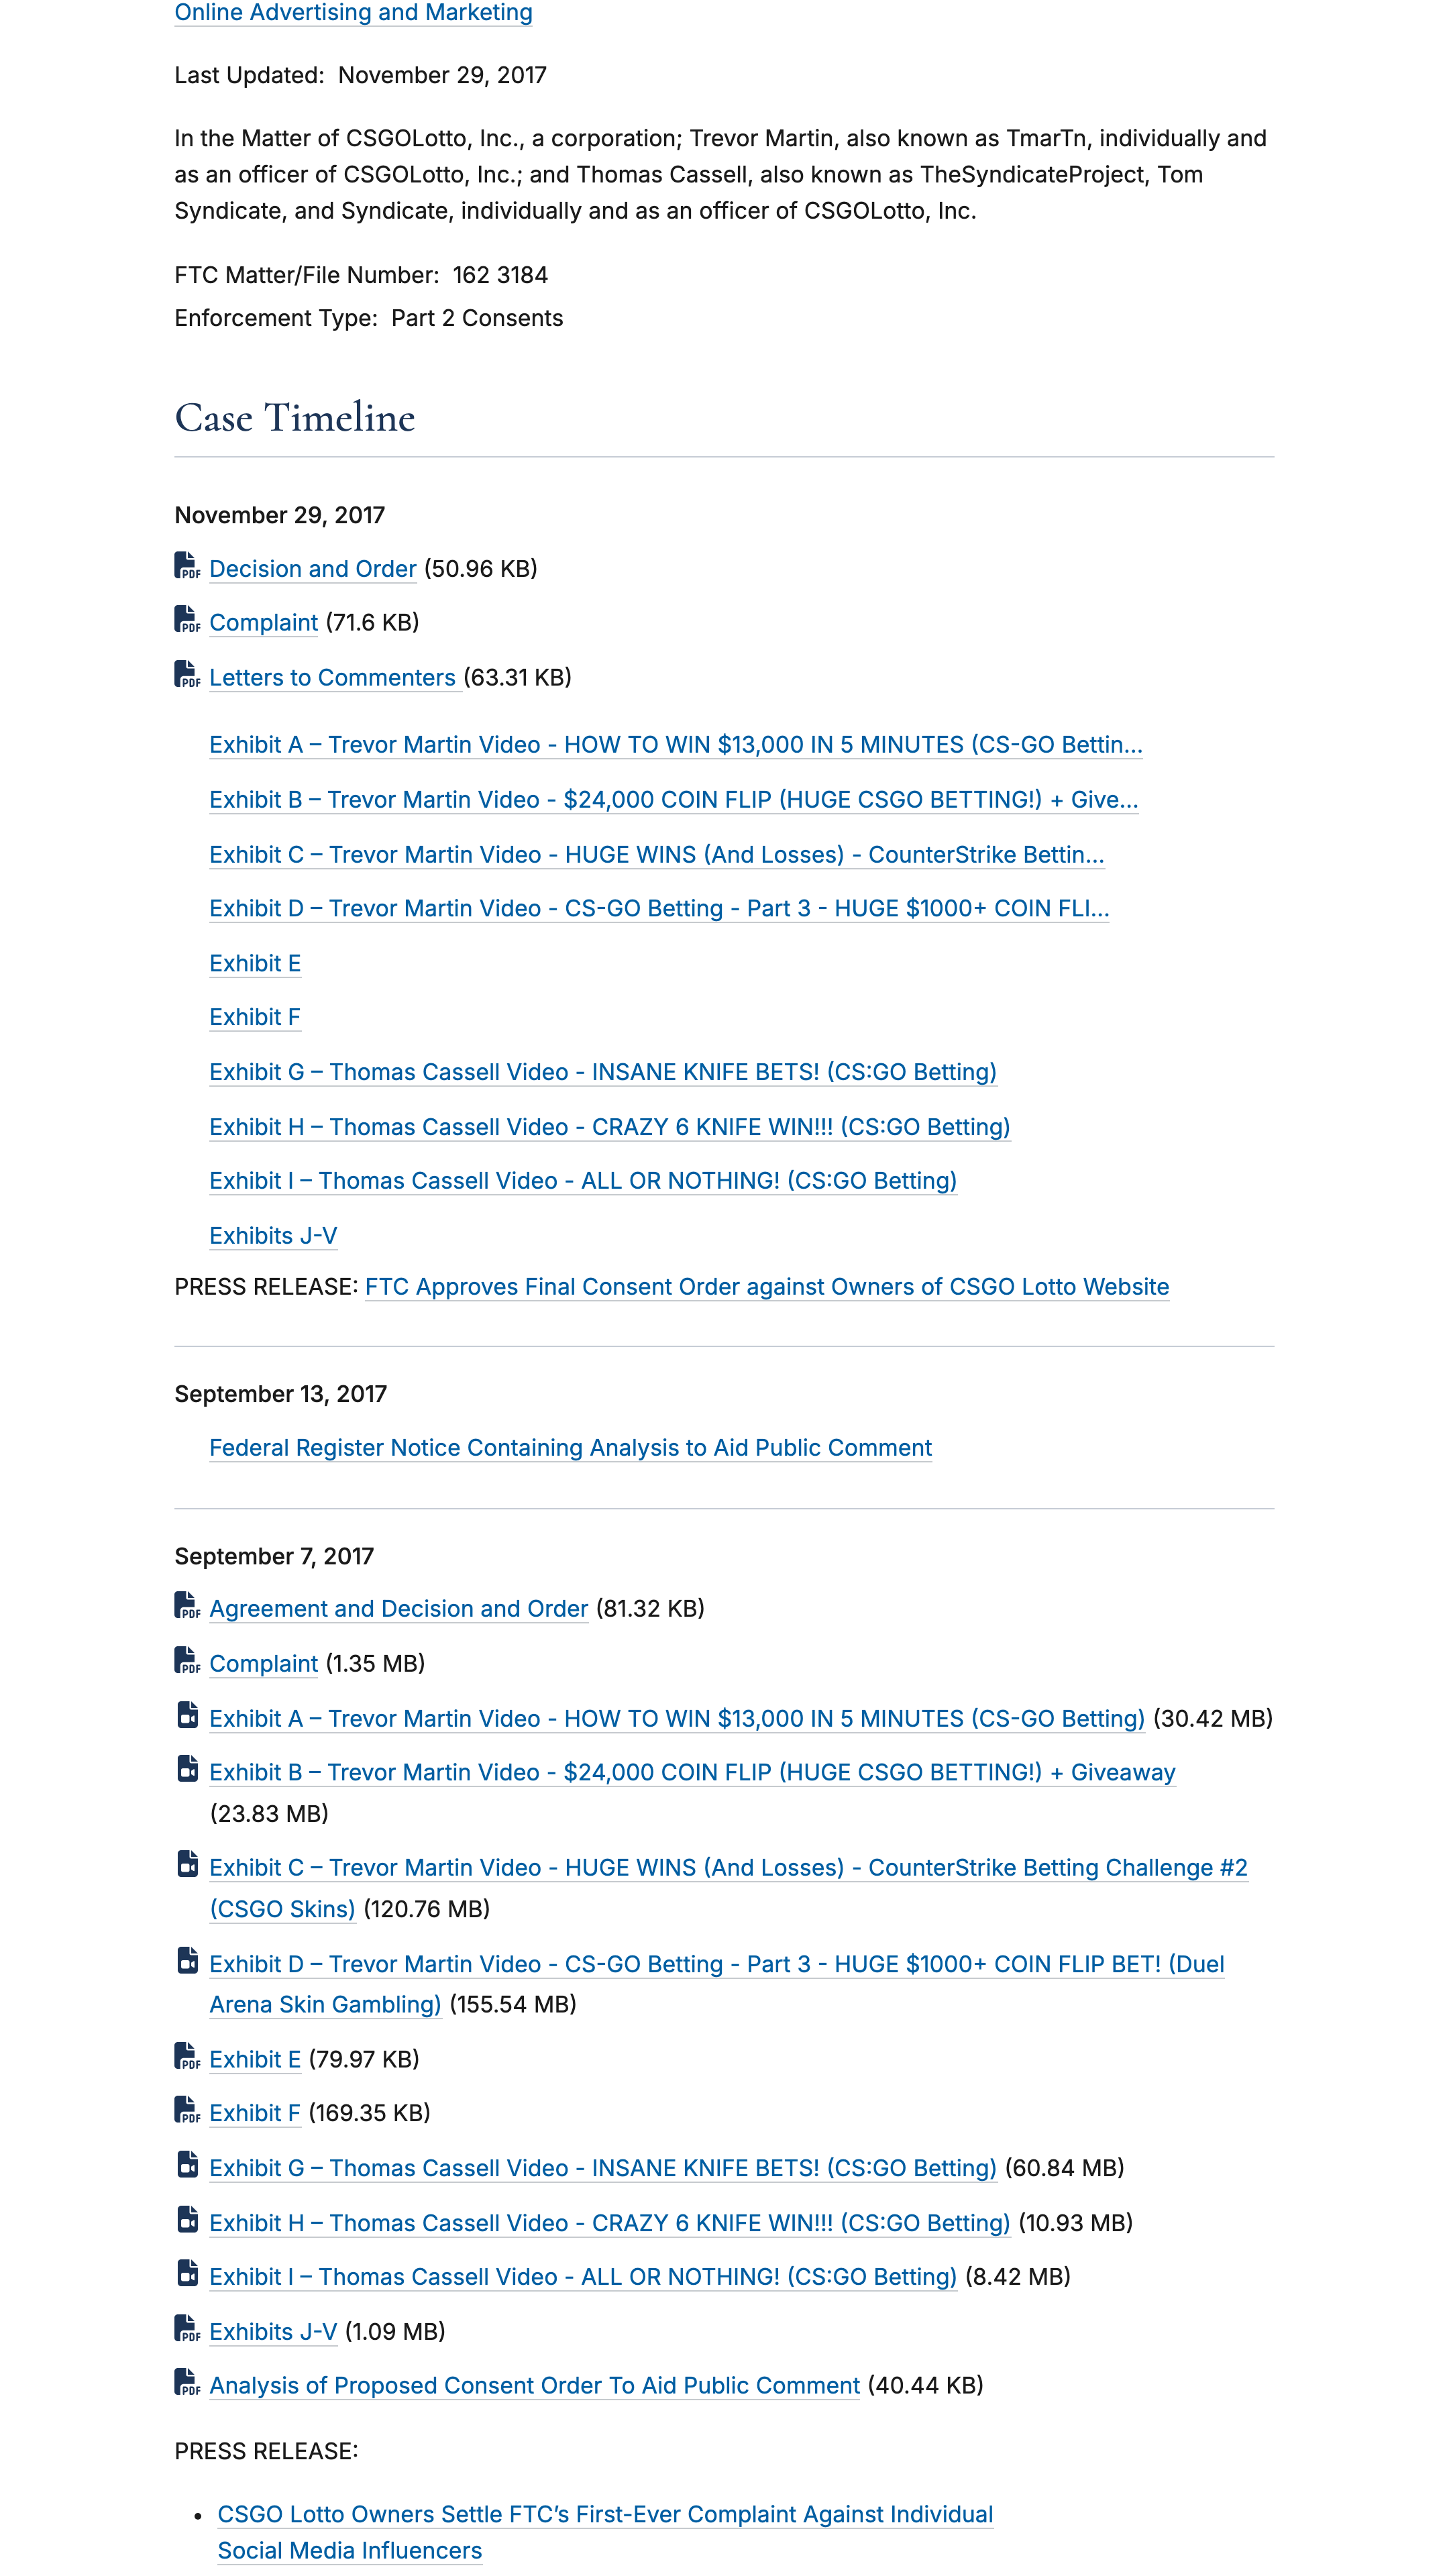 Online Advertising and Marketing
Last Updated: November 29, 2017
In the Matter of CSGOLotto, Inc., a corporation; Trevor Martin, also known as TmarTn, individually and
as an officer of CSGOLotto, Inc.; and Thomas Cassell, also known as TheSyndicateProject, Tom
Syndicate, and Syndicate, individually and as an officer of CSGOLotto, Inc.
FTC Matter/File Number: 162 3184
Enforcement Type: Part 2 Consents
Case Timeline
November 29, 2017
PDF Decision and Order (50.96 KB)
PDF Complaint (71.6 KB)
PDF Letters to Commenters (63.31 KB)
Exhibit A – Trevor Martin Video - HOW TO WIN $13,000 IN 5 MINUTES (CS-GO Bettin...
Exhibit B – Trevor Martin Video - $24,000 COIN FLIP (HUGE CSGO BETTING!) + Give...
Exhibit C – Trevor Martin Video - HUGE WINS (And Losses) - CounterStrike Bettin...
Exhibit D – Trevor Martin Video - CS-GO Betting - Part 3 - HUGE $1000+ COIN FLI...
Exhibit E
Exhibit F
Exhibit G – Thomas Cassell Video - INSANE KNIFE BETS! (CS:GO Betting)
Exhibit H – Thomas Cassell Video - CRAZY 6 KNIFE WIN!!! (CS:GO Betting)
Exhibit I – Thomas Cassell Video - ALL OR NOTHING! (CS:GO Betting)
Exhibits J-V
PRESS RELEASE: FTC Approves Final Consent Order against Owners of CSGO Lotto Website
September 13, 2017
Federal Register Notice Containing Analysis to Aid Public Comment
September 7, 2017
PDF Agreement and Decision and Order (81.32 KB)
PDF Complaint (1.35 MB)
Exhibit A – Trevor Martin Video - HOW TO WIN $13,000 IN 5 MINUTES (CS-GO Betting) (30.42 MB)
Exhibit B – Trevor Martin Video - $24,000 COIN FLIP (HUGE CSGO BETTING!) + Giveaway
(23.83 MB)
Exhibit C – Trevor Martin Video - HUGE WINS (And Losses) - CounterStrike Betting Challenge #2
(CSGO Skins) (120.76 MB)
Exhibit D – Trevor Martin Video - CS-GO Betting - Part 3 - HUGE $1000+ COIN FLIP BET! (Duel
Arena Skin Gambling) (155.54 MB)
PDF Exhibit E (79.97 KB)
PDF Exhibit F (169.35 KB)
Exhibit G – Thomas Cassell Video - INSANE KNIFE BETS! (CS:GO Betting) (60.84 MB)
Exhibit H – Thomas Cassell Video - CRAZY 6 KNIFE WIN!!! (CS:GO Betting) (10.93 MB)
Exhibit I – Thomas Cassell Video - ALL OR NOTHING! (CS:GO Betting) (8.42 MB)
PDF Exhibits J-V (1.09 MB)
PDF Analysis of Proposed Consent Order To Aid Public Comment (40.44 KB)
PRESS RELEASE:
• CSGO Lotto Owners Settle FTC’s First-Ever Complaint Against Individual
Social Media Influencers